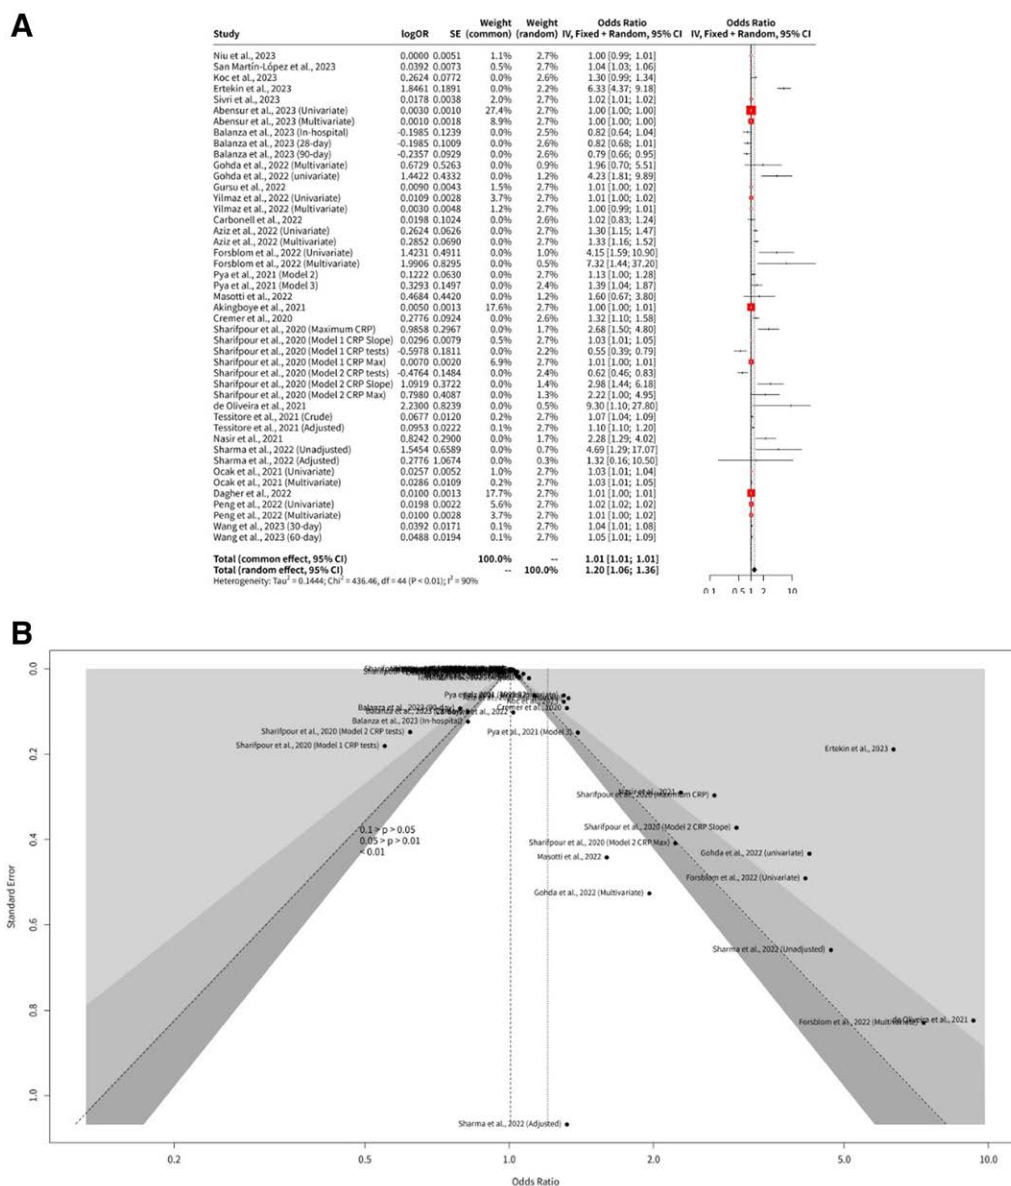 A
Study logOR SE Weight (common) Weight (random) Odds Ratio IV, Fixed + Random, 95% CI Odds Ratio IV, Fixed + Random, 95% CI
Niu et al., 2023 0.0000 0.0051 1.1% 2.7% 1.00 [0.99; 1.01]
San Martín-López et al., 2023 0.0392 0.0073 0.5% 2.7% 1.04 [1.03; 1.06]
Koc et al., 2023 0.2624 0.0772 0.0% 2.6% 1.30 [0.99; 1.34]
Ertekin et al., 2023 1.8461 0.1891 0.0% 2.2% 6.33 [4.37; 9.18]
Sivri et al., 2023 0.0178 0.0038 2.0% 2.7% 1.02 [1.01; 1.02]
Abensur et al., 2023 (Univariate) 0.0030 0.0010 27.4% 2.7% 1.00 [1.00; 1.00]
Abensur et al., 2023 (Multivariate) 0.0010 0.0018 8.9% 2.7% 1.00 [1.00; 1.00]
Balanza et al., 2023 (In-hospital) -0.1985 0.1239 0.0% 2.5% 0.82 [0.64; 1.04]
Balanza et al., 2023 (28-day) -0.1985 0.1009 0.0% 2.6% 0.82 [0.68; 1.01]
Balanza et al., 2023 (90-day) -0.2357 0.0929 0.0% 2.6% 0.79 [0.66; 0.95]
Gohda et al., 2022 (Multivariate) 0.6729 0.5263 0.0% 0.9% 1.96 [0.70; 5.51]
Gohda et al., 2022 (univariate) 1.4422 0.4332 0.0% 1.2% 4.23 [1.81; 9.89]
Gursu et al., 2022 0.0090 0.0043 1.5% 2.7% 1.01 [1.00; 1.02]
Yilmaz et al., 2022 (Univariate) 0.0109 0.0028 3.7% 2.7% 1.01 [1.00; 1.02]
Yilmaz et al., 2022 (Multivariate) 0.0030 0.0048 1.2% 2.7% 1.00 [0.99; 1.01]
Carbonell et al., 2022 0.0198 0.1024 0.0% 2.6% 1.02 [0.83; 1.24]
Aziz et al., 2022 (Univariate) 0.2624 0.0626 0.0% 2.7% 1.30 [1.15; 1.47]
Aziz et al., 2022 (Multivariate) 0.2852 0.0690 0.0% 2.7% 1.33 [1.16; 1.52]
Forsblom et al., 2022 (Univariate) 1.4231 0.4911 0.0% 1.0% 4.15 [1.59; 10.90]
Forsblom et al., 2022 (Multivariate) 1.9906 0.8295 0.0% 0.5% 7.32 [1.44; 37.20]
Pya et al., 2021 (Model 2) 0.1222 0.0630 0.0% 2.7% 1.13 [1.00; 1.28]
Pya et al., 2021 (Model 3) 0.3293 0.1497 0.0% 2.4% 1.39 [1.04; 1.87]
Masotti et al., 2022 0.4684 0.4420 0.0% 1.2% 1.60 [0.67; 3.80]
Akingboye et al., 2021 0.0050 0.0013 17.6% 2.7% 1.00 [1.00; 1.01]
Cremer et al., 2020 0.2776 0.0924 0.0% 2.6% 1.32 [1.10; 1.58]
Sharifpour et al., 2020 (Maximum CRP) 0.9858 0.2967 0.0% 1.7% 2.68 [1.50; 4.80]
Sharifpour et al., 2020 (Model 1 CRP Slope) 0.0296 0.0079 0.5% 2.7% 1.03 [1.01; 1.05]
Sharifpour et al., 2020 (Model 1 CRP tests) -0.5978 0.1811 0.0% 2.2% 0.55 [0.39; 0.79]
Sharifpour et al., 2020 (Model 1 CRP Max) 0.0070 0.0020 6.9% 2.7% 1.01 [1.00; 1.01]
Sharifpour et al., 2020 (Model 2 CRP tests) -0.4764 0.1484 0.0% 2.4% 0.62 [0.46; 0.83]
Sharifpour et al., 2020 (Model 2 CRP Slope) 1.0919 0.3722 0.0% 1.4% 2.98 [1.44; 6.18]
Sharifpour et al., 2020 (Model 2 CRP Max) 0.7980 0.4087 0.0% 1.3% 2.22 [1.00; 4.95]
de Oliveira et al., 2021 2.2300 0.8239 0.0% 0.5% 9.30 [1.10; 27.80]
Tessitore et al., 2021 (Crude) 0.0677 0.0120 0.2% 2.7% 1.07 [1.04; 1.09]
Tessitore et al., 2021 (Adjusted) 0.0953 0.0222 0.1% 2.7% 1.10 [1.10; 1.20]
Nasir et al., 2021 0.8242 0.2900 0.0% 1.7% 2.28 [1.29; 4.02]
Sharma et al., 2022 (Unadjusted) 1.5454 0.6589 0.0% 0.7% 4.69 [1.29; 17.07]
Sharma et al., 2022 (Adjusted) 0.2776 1.0674 0.0% 0.3% 1.32 [0.16; 10.50]
Ocak et al., 2021 (Univariate) 0.0257 0.0052 1.0% 2.7% 1.03 [1.01; 1.04]
Ocak et al., 2021 (Multivariate) 0.0286 0.0109 0.2% 2.7% 1.03 [1.01; 1.05]
Dagher et al., 2022 0.0100 0.0013 17.7% 2.7% 1.01 [1.00; 1.01]
Peng et al., 2022 (Univariate) 0.0198 0.0022 5.6% 2.7% 1.02 [1.02; 1.02]
Peng et al., 2022 (Multivariate) 0.0100 0.0028 3.7% 2.7% 1.01 [1.00; 1.02]
Wang et al., 2023 (30-day) 0.0392 0.0171 0.1% 2.7% 1.04 [1.01; 1.08]
Wang et al., 2023 (60-day) 0.0488 0.0194 0.1% 2.7% 1.05 [1.01; 1.09]
Total (common effect, 95% CI) 100.0% -- 1.01 [1.01; 1.01]
Total (random effect, 95% CI) -- 100.0% 1.20 [1.06; 1.36]
Heterogeneity: Tau² = 0.1444; Chi² = 436.46, df = 44 (P < 0.01); I² = 90%
0.1 0.5 1 2 10
B
Pya et al., 2021
Cremer et al., 2020
Balanza et al., 2023 (90-day)
Balanza et al., 2023 (In-hospital)
Sharifpour et al., 2020 (Model 2 CRP tests)
Pya et al., 2021 (Model 3)
Sharifpour et al., 2020 (Model 1 CRP tests)
Ertekin et al., 2023
Nasir et al., 2021
Sharifpour et al., 2020 (Maximum CRP)
Sharifpour et al., 2020 (Model 2 CRP Slope)
0.1 > p > 0.05
0.05 > p > 0.01
< 0.01
Sharifpour et al., 2020 (Model 2 CRP Max)
Gohda et al., 2022 (univariate)
Masotti et al., 2022
Forsblom et al., 2022 (Univariate)
Gohda et al., 2022 (Multivariate)
Sharma et al., 2022 (Unadjusted)
de Oliveira et al., 2021
Forsblom et al., 2022 (Multivariate)
Sharma et al., 2022 (Adjusted)
Standard Error
0.0
0.2
0.4
0.6
0.8
1.0
0.2 0.5 1.0 2.0 5.0 10.0
Odds Ratio